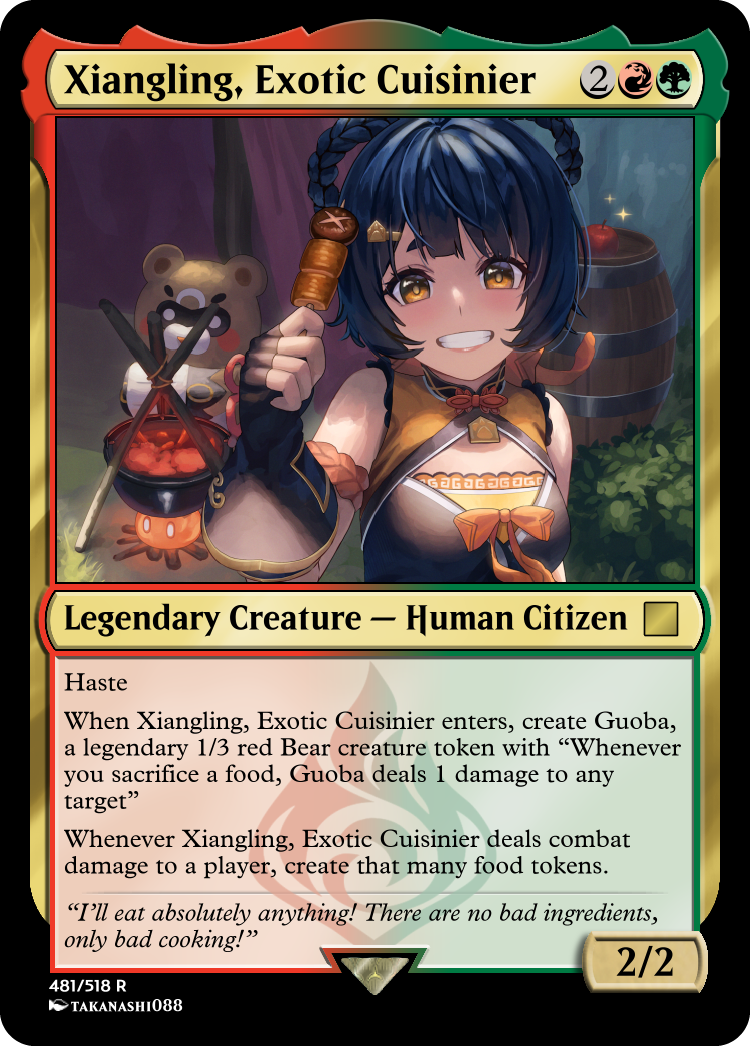 Xiangling, Exotic Cuisinier 2
Legendary Creature — Human Citizen
Haste
When Xiangling, Exotic Cuisinier enters, create Guoba,
a legendary 1/3 red Bear creature token with “Whenever
you sacrifice a food, Guoba deals 1 damage to any
target”
Whenever Xiangling, Exotic Cuisinier deals combat
damage to a player, create that many food tokens.
“I’ll eat absolutely anything! There are no bad ingredients,
only bad cooking!”
2/2
481/518 R
TAKANASHI088